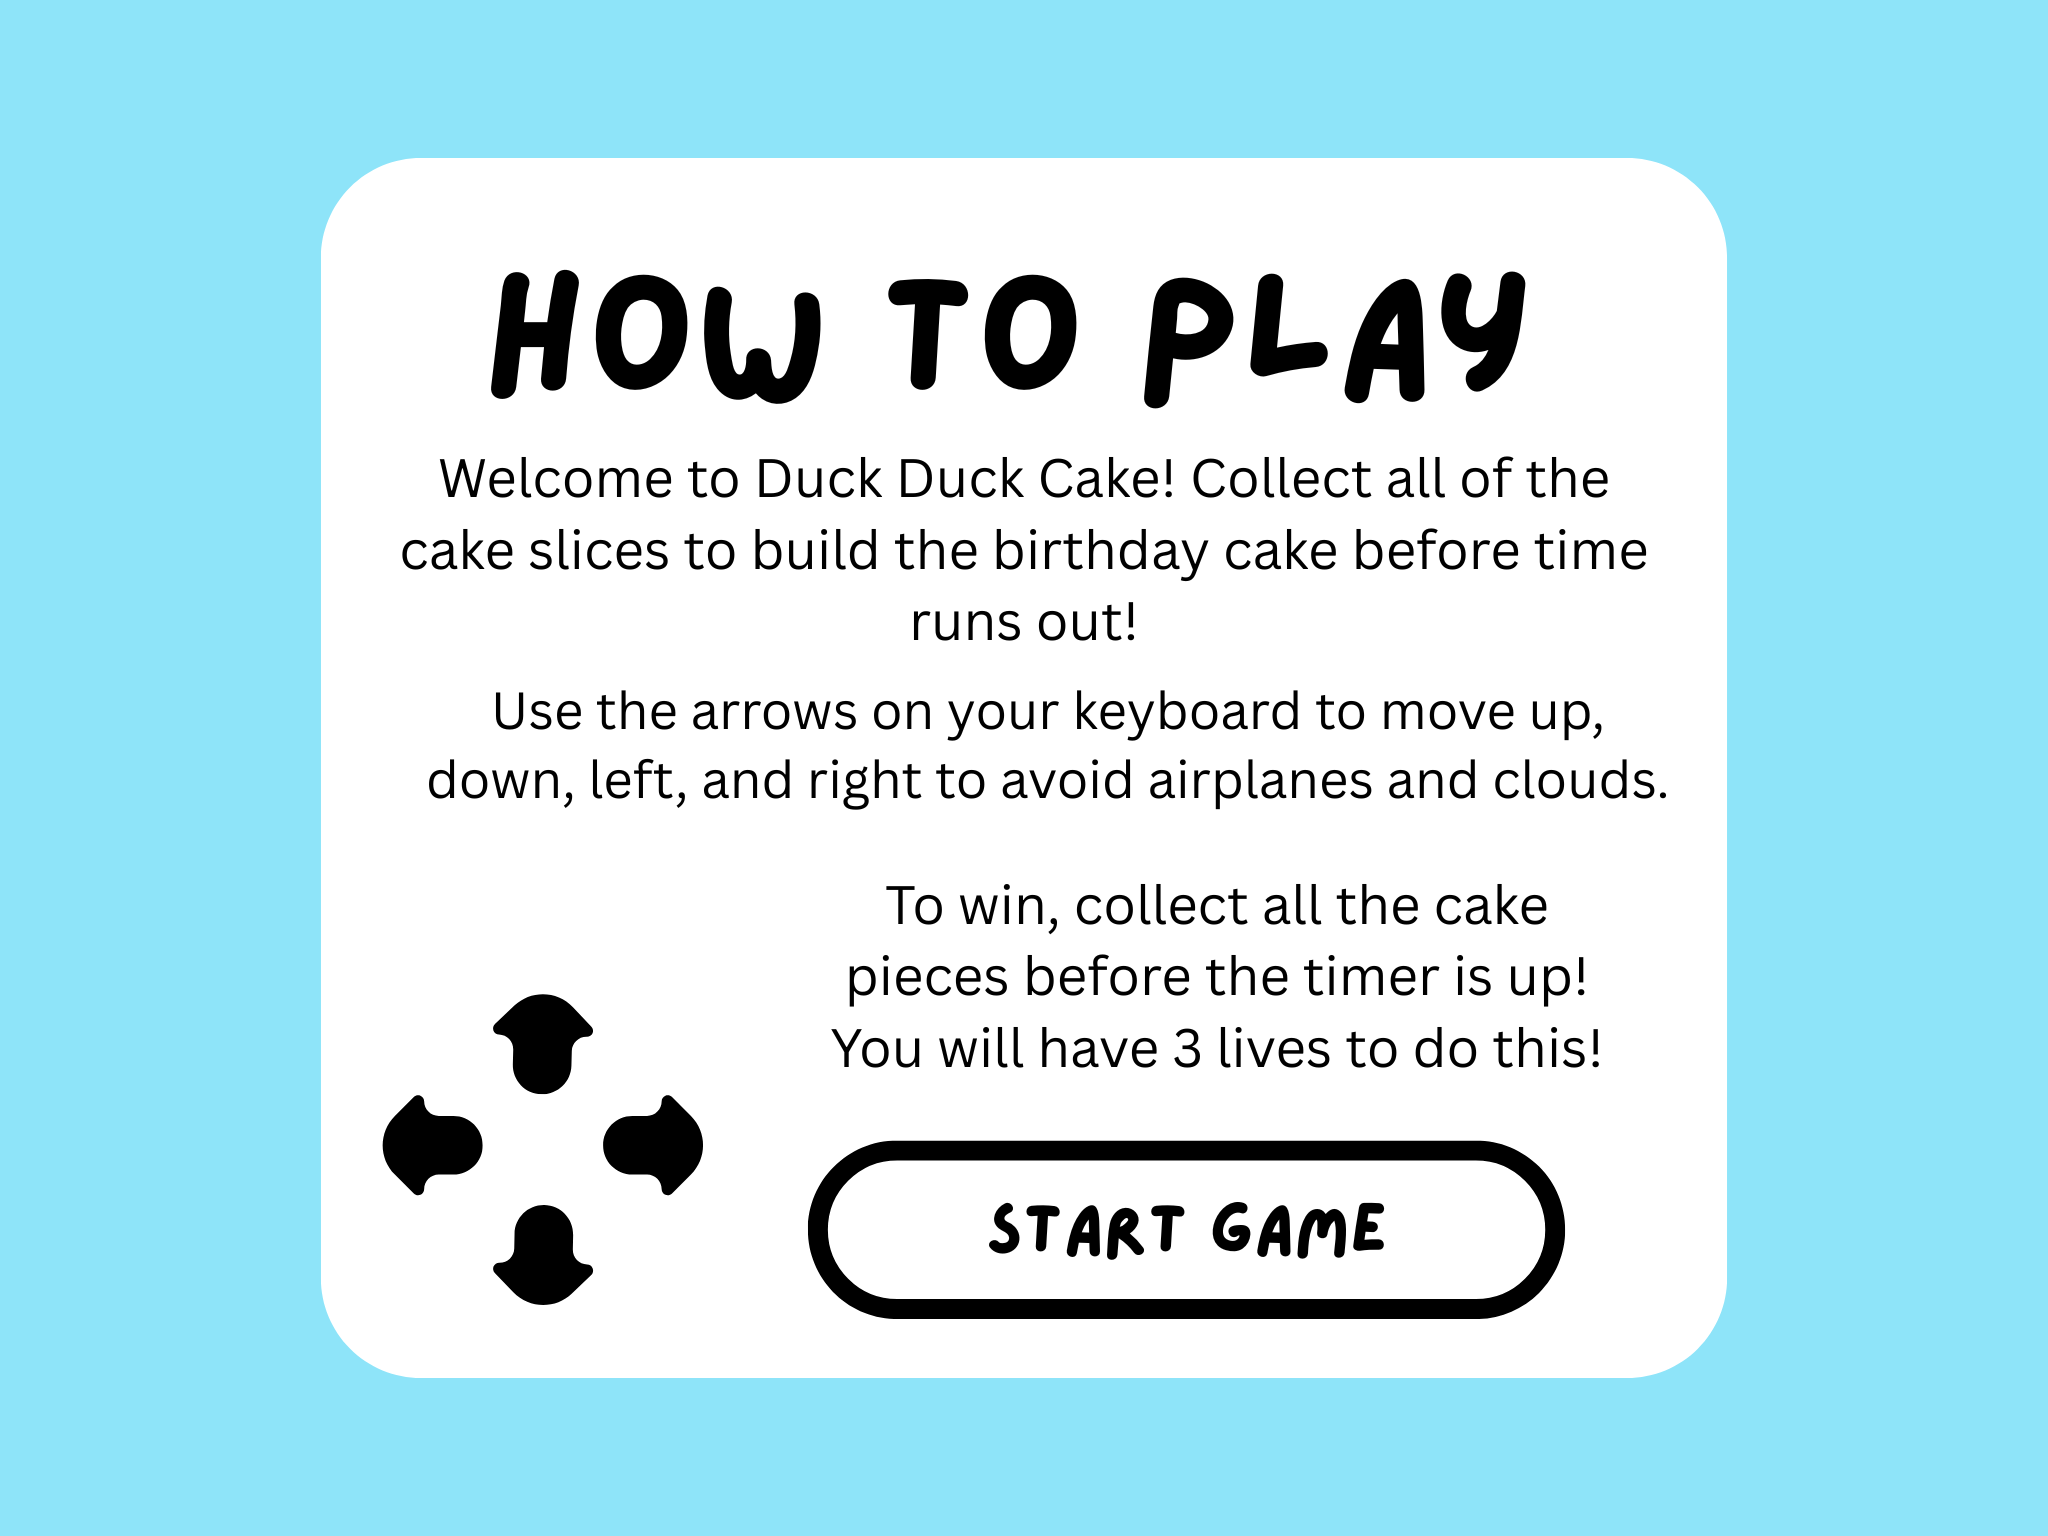 HOW TO PLAY
Welcome to Duck Duck Cake! Collect all of the
cake slices to build the birthday cake before time
runs out!
Use the arrows on your keyboard to move up,
down, left, and right to avoid airplanes and clouds.
To win, collect all the cake
pieces before the timer is up!
You will have 3 lives to do this!
START GAME